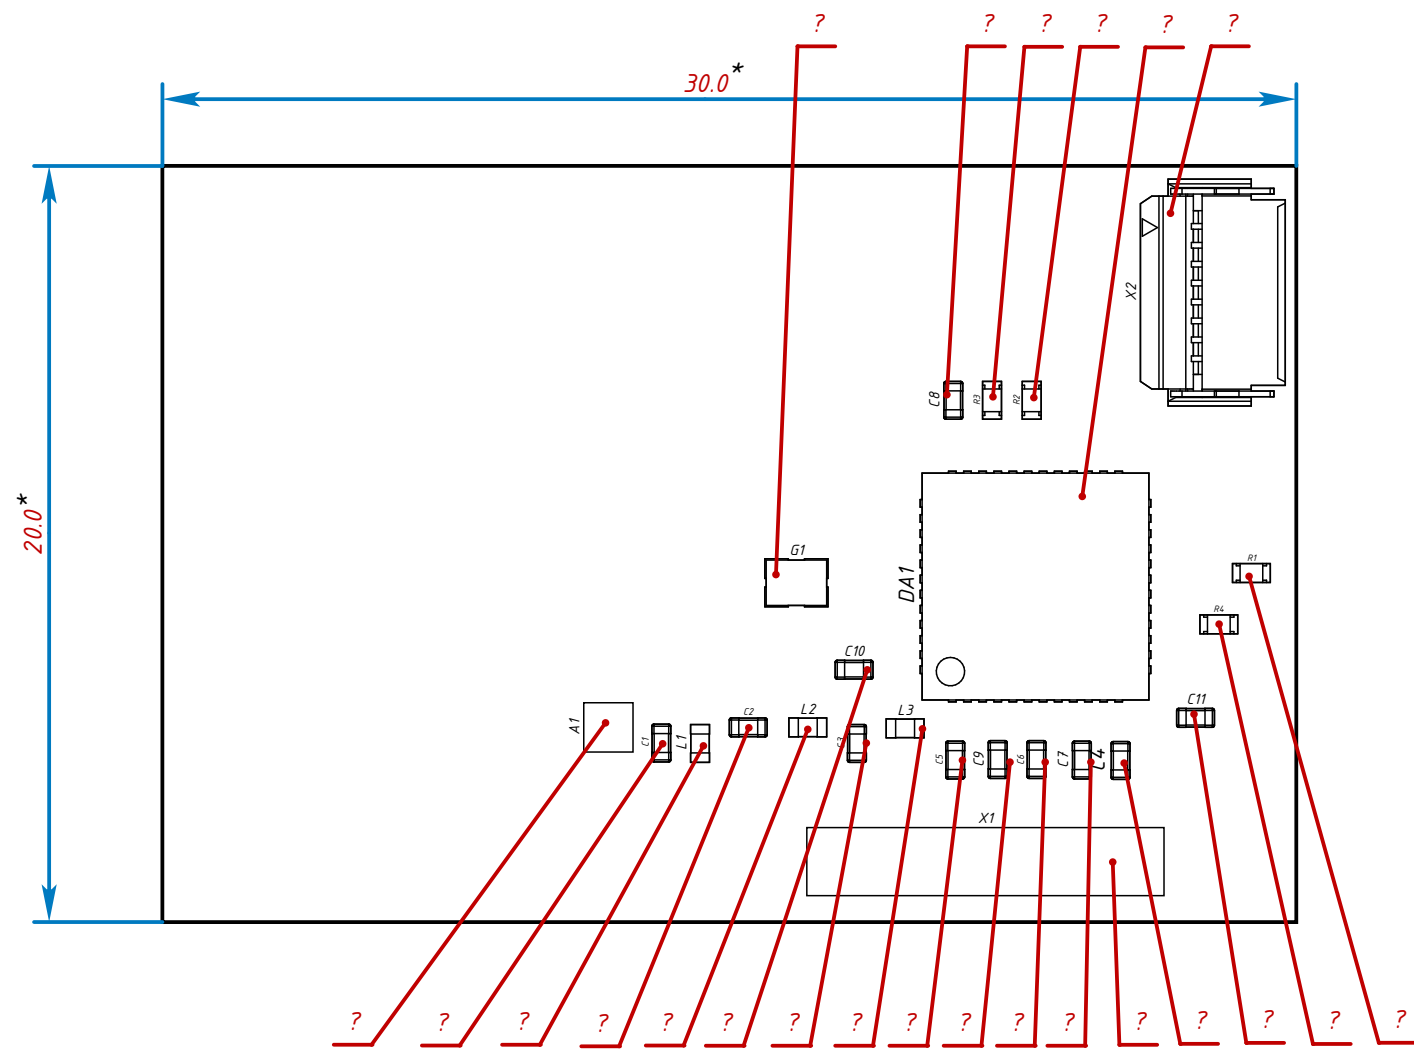 ? ? ? ? ? ?
30.0*
X2
C8 R3 R2
20.0*
G1
DA1
R1
R4
C10
C11
A1 C1 L1 C2 L2 C3 L3
C5 C9 C6 C7 C4
X1
? ? ? ? ? ? ? ? ? ? ? ? ? ? ? ? ?